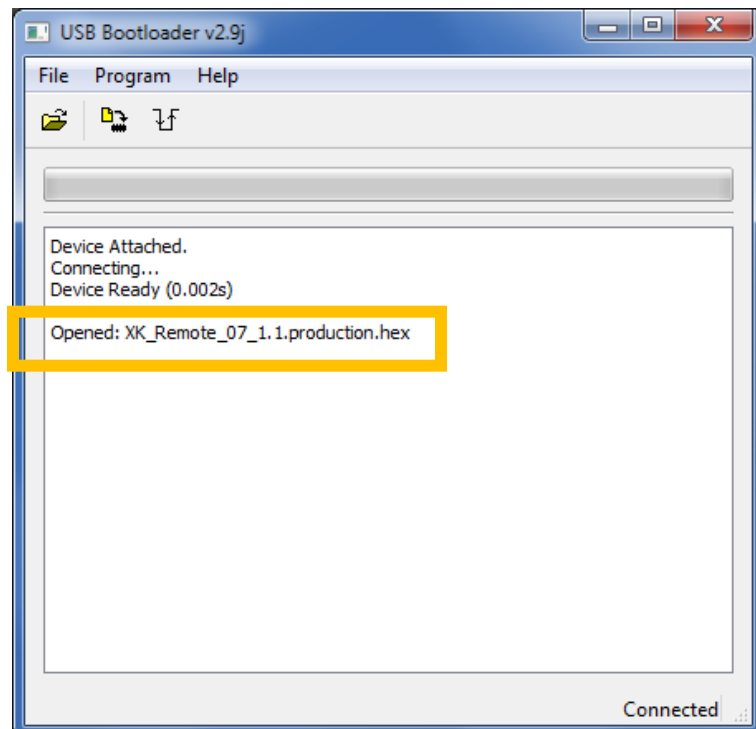 USB Bootloader v2.9j
File Program Help
Device Attached.
Connecting...
Device Ready (0.002s)
Opened: XK_Remote_07_1.1.production.hex
Connected